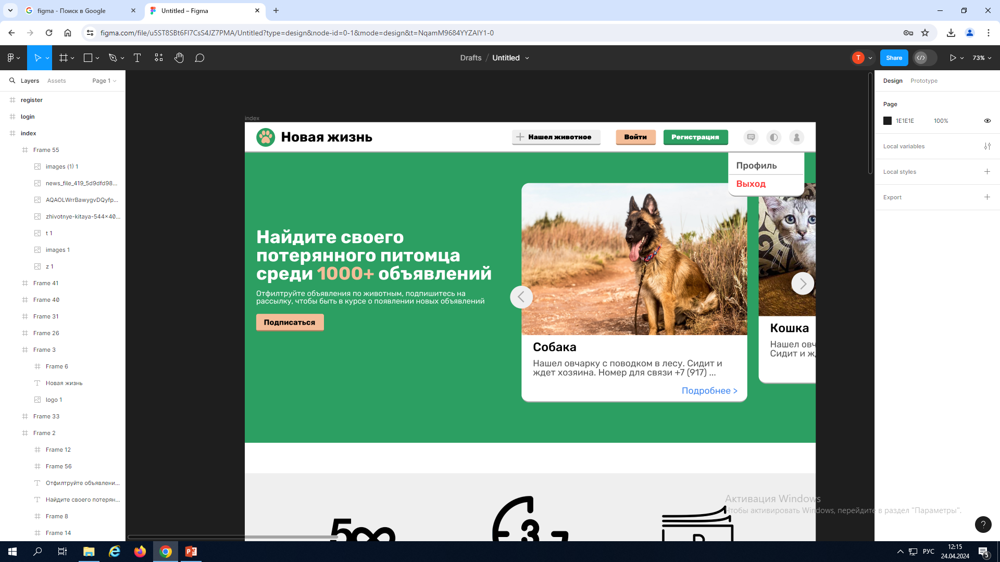 figma - Поиск в Google
Untitled – Figma
figma.com/file/u5ST8SBt6FI7CsS4JZ7PMA/Untitled?type=design&node-id=0-1&mode=design&t=NqamM9684YYZAlY1-0
Drafts / Untitled
T
Share
73%
Layers
Assets
Page 1
register
login
index
Frame 55
images (1) 1
news_file_419_5d9dfd98...
AQAOLWrrBawygvDQyfp...
zhivotnye-kitaya-544×40...
t 1
images 1
z 1
Frame 41
Frame 40
Frame 31
Frame 26
Frame 3
Frame 6
Новая жизнь
logo 1
Frame 33
Frame 2
Frame 12
Frame 56
Отфилтруйте объявлени...
Найдите своего потерян...
Frame 8
Frame 14
index
Новая жизнь
Нашел животное
Войти
Регистрация
Профиль
Выход
Найдите своего
потерянного питомца
среди 1000+ объявлений
Отфилтруйте объявления по животным, подпишитесь на
рассылку, чтобы быть в курсе о появлении новых объявлений
Подписаться
Собака
Нашел овчарку с поводком в лесу. Сидит и
ждет хозяина. Номер для связи +7 (917) ...
Подробнее >
Кошка
Нашел овч
Сидит и ж
5
3
Design
Prototype
Page
1E1E1E
100%
Local variables
Local styles
Export
Активация Windows
Чтобы активировать Windows, перейдите в раздел "Параметры".
?
РУС
12:15
24.04.2024
5